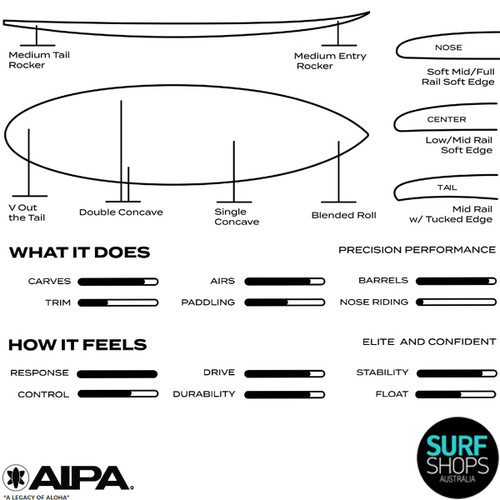 Medium Tail
Rocker
Medium Entry
Rocker
NOSE
Soft Mid/Full
Rail Soft Edge
CENTER
Low/Mid Rail
Soft Edge
TAIL
Mid Rail
w/ Tucked Edge
V Out
the Tail
Double Concave
Single
Concave
Blended Roll
WHAT IT DOES
PRECISION PERFORMANCE
CARVES
AIRS
BARRELS
TRIM
PADDLING
NOSE RIDING
HOW IT FEELS
ELITE AND CONFIDENT
RESPONSE
DRIVE
STABILITY
CONTROL
DURABILITY
FLOAT
AIPA
"A LEGACY OF ALOHA"
SURF
SHOPS
AUSTRALIA